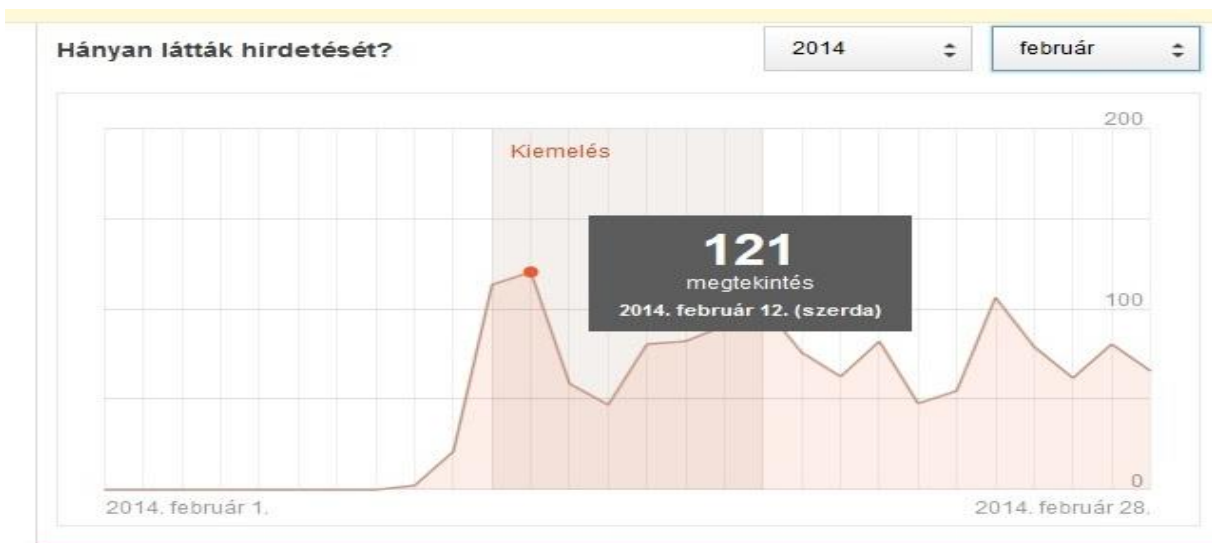 Hányan látták hirdetését?
2014
február
200
Kiemelés
121
megtekintés
2014. február 12. (szerda)
100
0
2014. február 1.
2014. február 28.